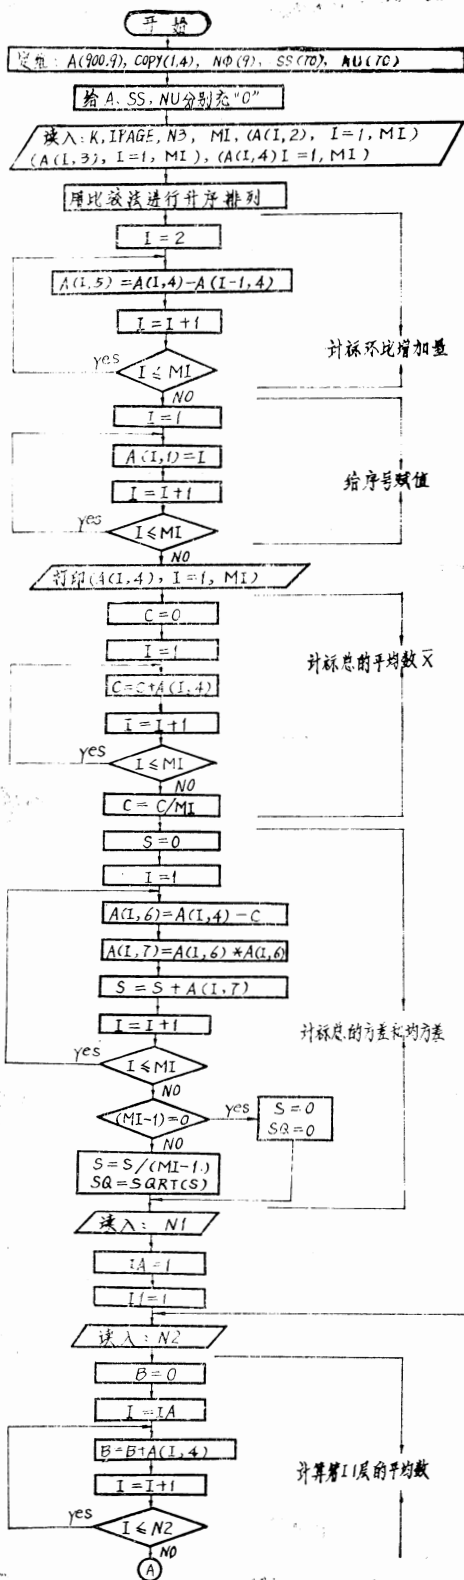 开始
定维: A(900,9), COPY(1,4), NΦ(9), SS(70), NU(70)
给 A、SS, NU分别充"0"
读入: K, IPAGE, N3, MI, (A(I,2), I=1, MI)
(A(I,3), I=1, MI), (A(I,4) I=1, MI)
用比较法进行升序排列
I=2
A(I,5)=A(I,4)-A(I-1,4)
I=I+1
计标环比增加量
yes
I≤MI
NO
I=1
A(I,1)=I
给序号赋值
I=I+1
yes
I≤MI
NO
打印(A(I,4), I=1, MI)
C=0
I=1
计标总的平均数 X̄
C=C+A(I,4)
I=I+1
yes
I≤MI
NO
C=C/MI
S=0
I=1
A(I,6)=A(I,4)-C
A(I,7)=A(I,6)*A(I,6)
S=S+A(I,7)
I=I+1
计标总的方差和均方差
yes
I≤MI
NO
(MI-1)=0
yes
S=0
SQ=0
NO
S=S/(MI-1.)
SQ=SQRT(S)
读入: N1
IA=1
I1=1
读入: N2
B=0
I=IA
B=B+A(I,4)
计算第I1层的平均数
I=I+1
yes
I≤N2
NO
A